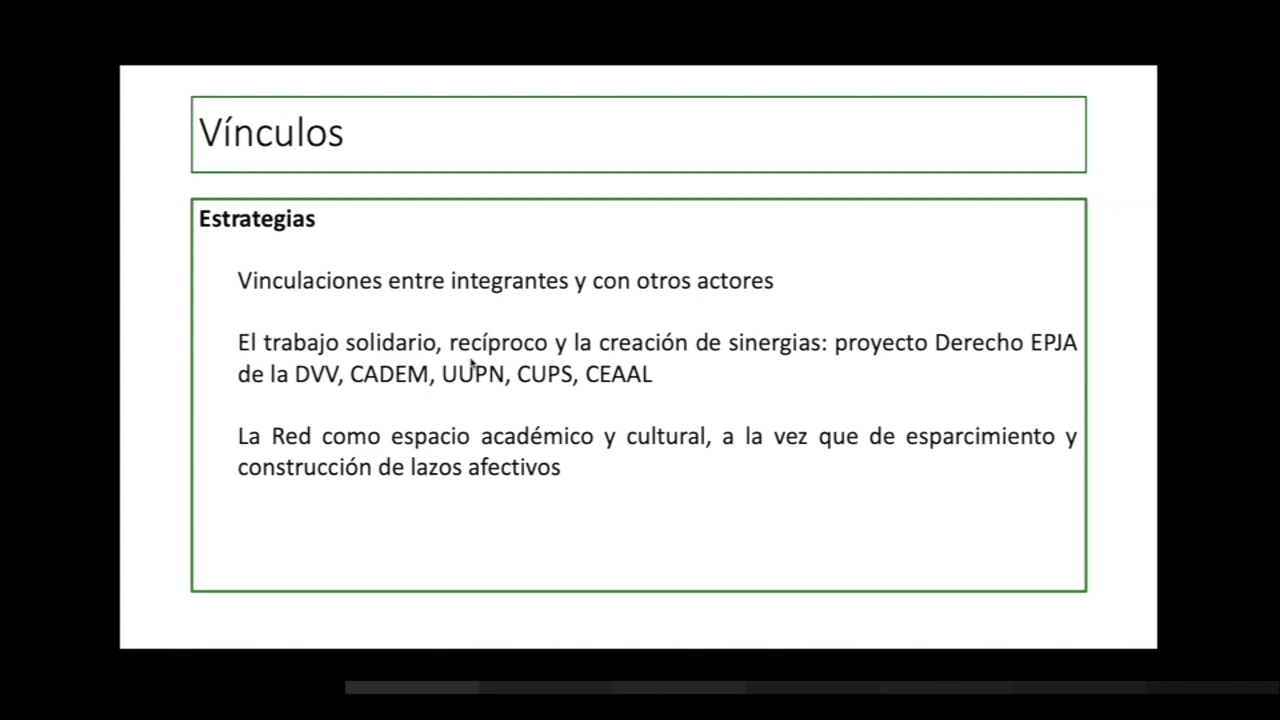 Vínculos
Estrategias
Vinculaciones entre integrantes y con otros actores
El trabajo solidario, recíproco y la creación de sinergias: proyecto Derecho EPJA
de la DVV, CADEM, UUPN, CUPS, CEAAL
La Red como espacio académico y cultural, a la vez que de esparcimiento y
construcción de lazos afectivos